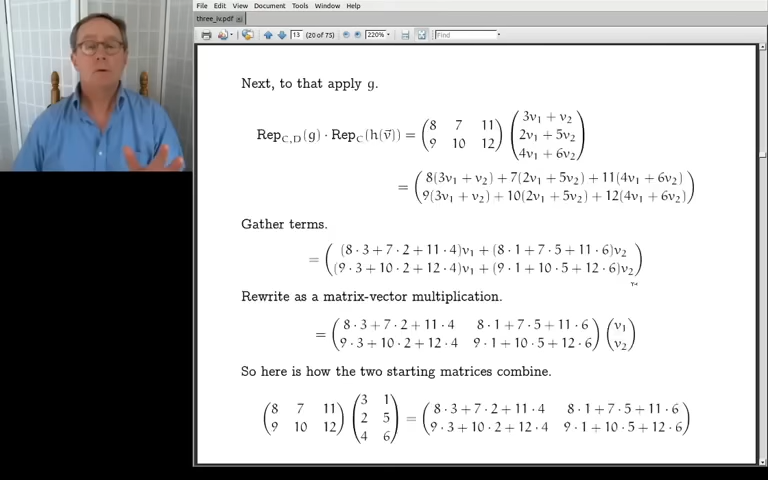 File Edit View Document Tools Window Help
three_iv.pdf
13 (20 of 75) 220% Find
Next, to that apply g.
Rep_{C,D}(g) · Rep_C(h(v⃗)) = (8 7 11; 9 10 12) (3v₁ + v₂; 2v₁ + 5v₂; 4v₁ + 6v₂)
= (8(3v₁ + v₂) + 7(2v₁ + 5v₂) + 11(4v₁ + 6v₂)
9(3v₁ + v₂) + 10(2v₁ + 5v₂) + 12(4v₁ + 6v₂))
Gather terms.
= ((8 · 3 + 7 · 2 + 11 · 4)v₁ + (8 · 1 + 7 · 5 + 11 · 6)v₂
(9 · 3 + 10 · 2 + 12 · 4)v₁ + (9 · 1 + 10 · 5 + 12 · 6)v₂)
Rewrite as a matrix-vector multiplication.
= (8 · 3 + 7 · 2 + 11 · 4 8 · 1 + 7 · 5 + 11 · 6; 9 · 3 + 10 · 2 + 12 · 4 9 · 1 + 10 · 5 + 12 · 6) (v₁; v₂)
So here is how the two starting matrices combine.
(8 7 11; 9 10 12) (3 1; 2 5; 4 6) = (8 · 3 + 7 · 2 + 11 · 4 8 · 1 + 7 · 5 + 11 · 6; 9 · 3 + 10 · 2 + 12 · 4 9 · 1 + 10 · 5 + 12 · 6)